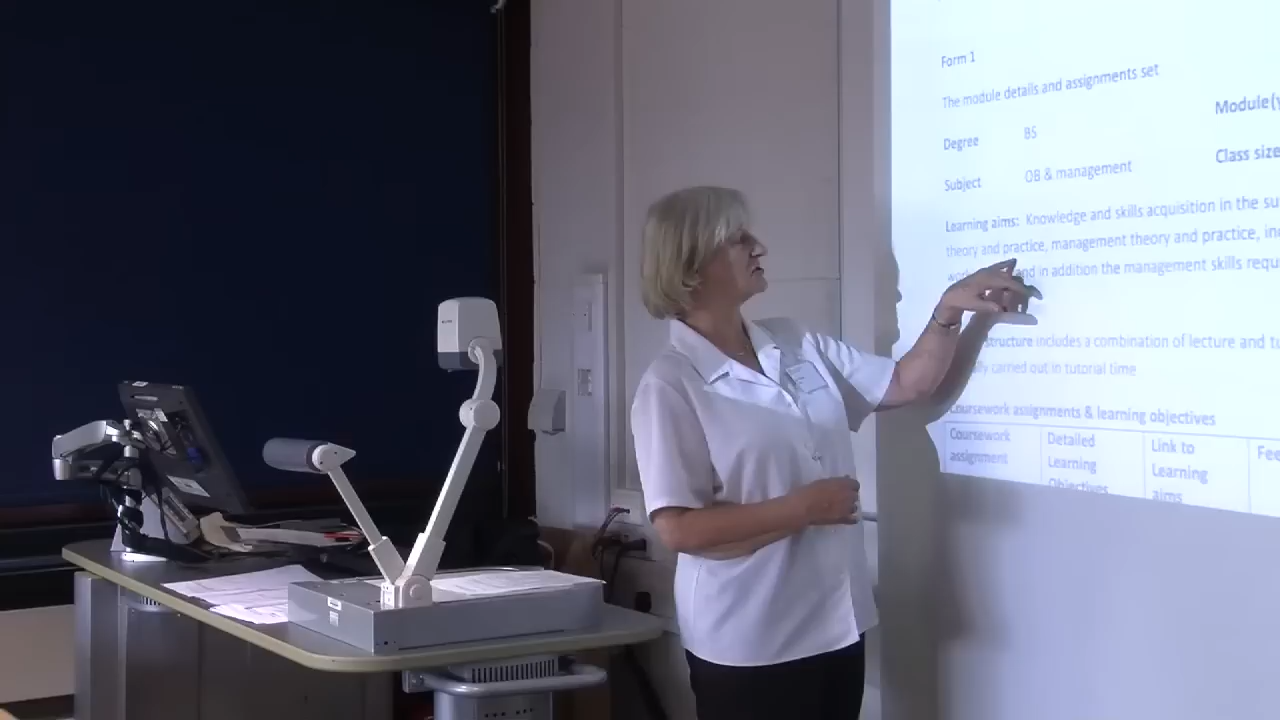 Form 1
The module details and assignments set
Module(
Degree BS
Class size
Subject OB & management
Learning aims: Knowledge and skills acquisition in the su
theory and practice, management theory and practice, in
and in addition the management skills requ
structure includes a combination of lecture and tu
carried out in tutorial time
Coursework assignments & learning objectives
Coursework assignment
Detailed Learning Objectives
Link to Learning aims
Fee